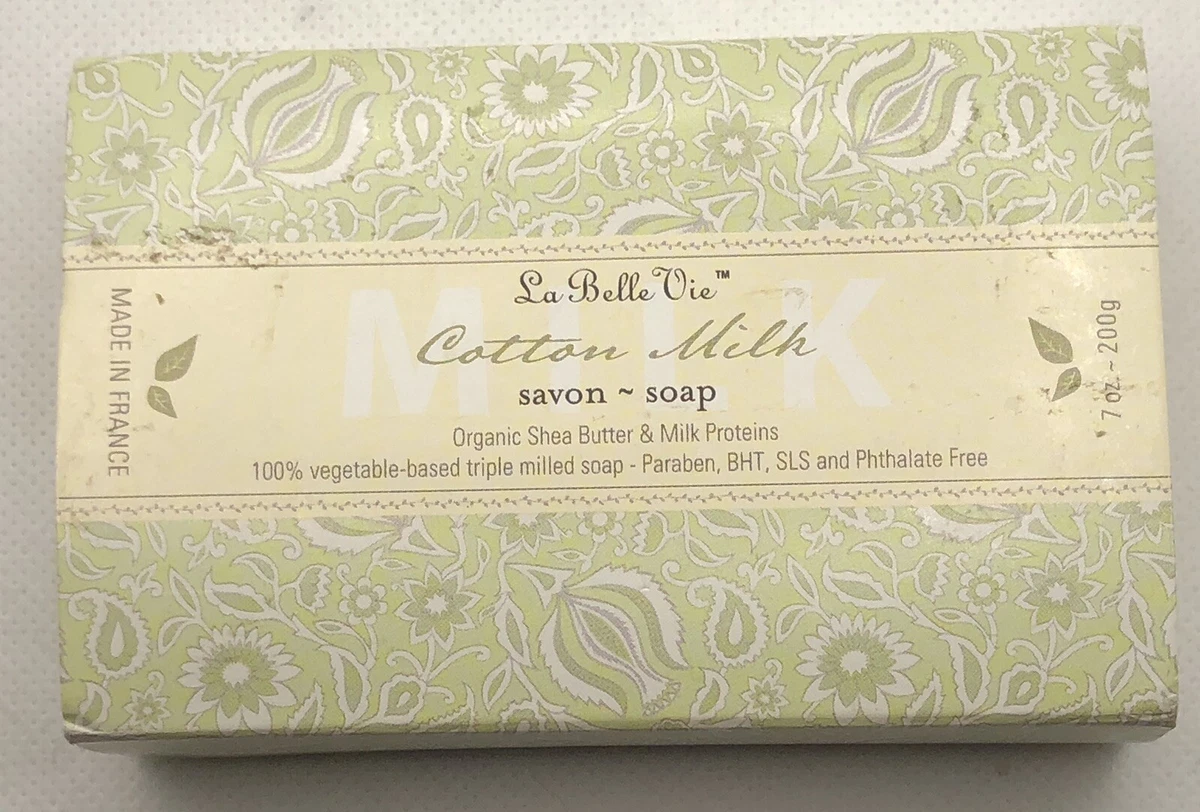 MILK
La Belle Vie™
Cotton Milk
savon ~ soap
Organic Shea Butter & Milk Proteins
100% vegetable-based triple milled soap - Paraben, BHT, SLS and Phthalate Free
MADE IN FRANCE
7 oz ~ 200g